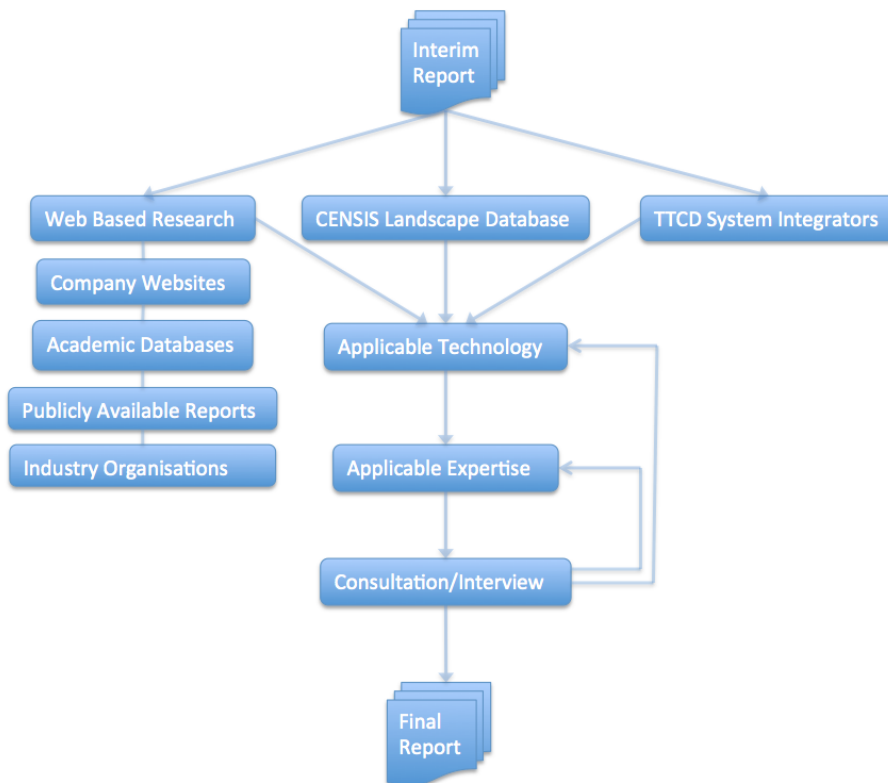 Interim
Report
Web Based Research
CENSIS Landscape Database
TTCD System Integrators
Company Websites
Academic Databases
Publicly Available Reports
Industry Organisations
Applicable Technology
Applicable Expertise
Consultation/Interview
Final
Report